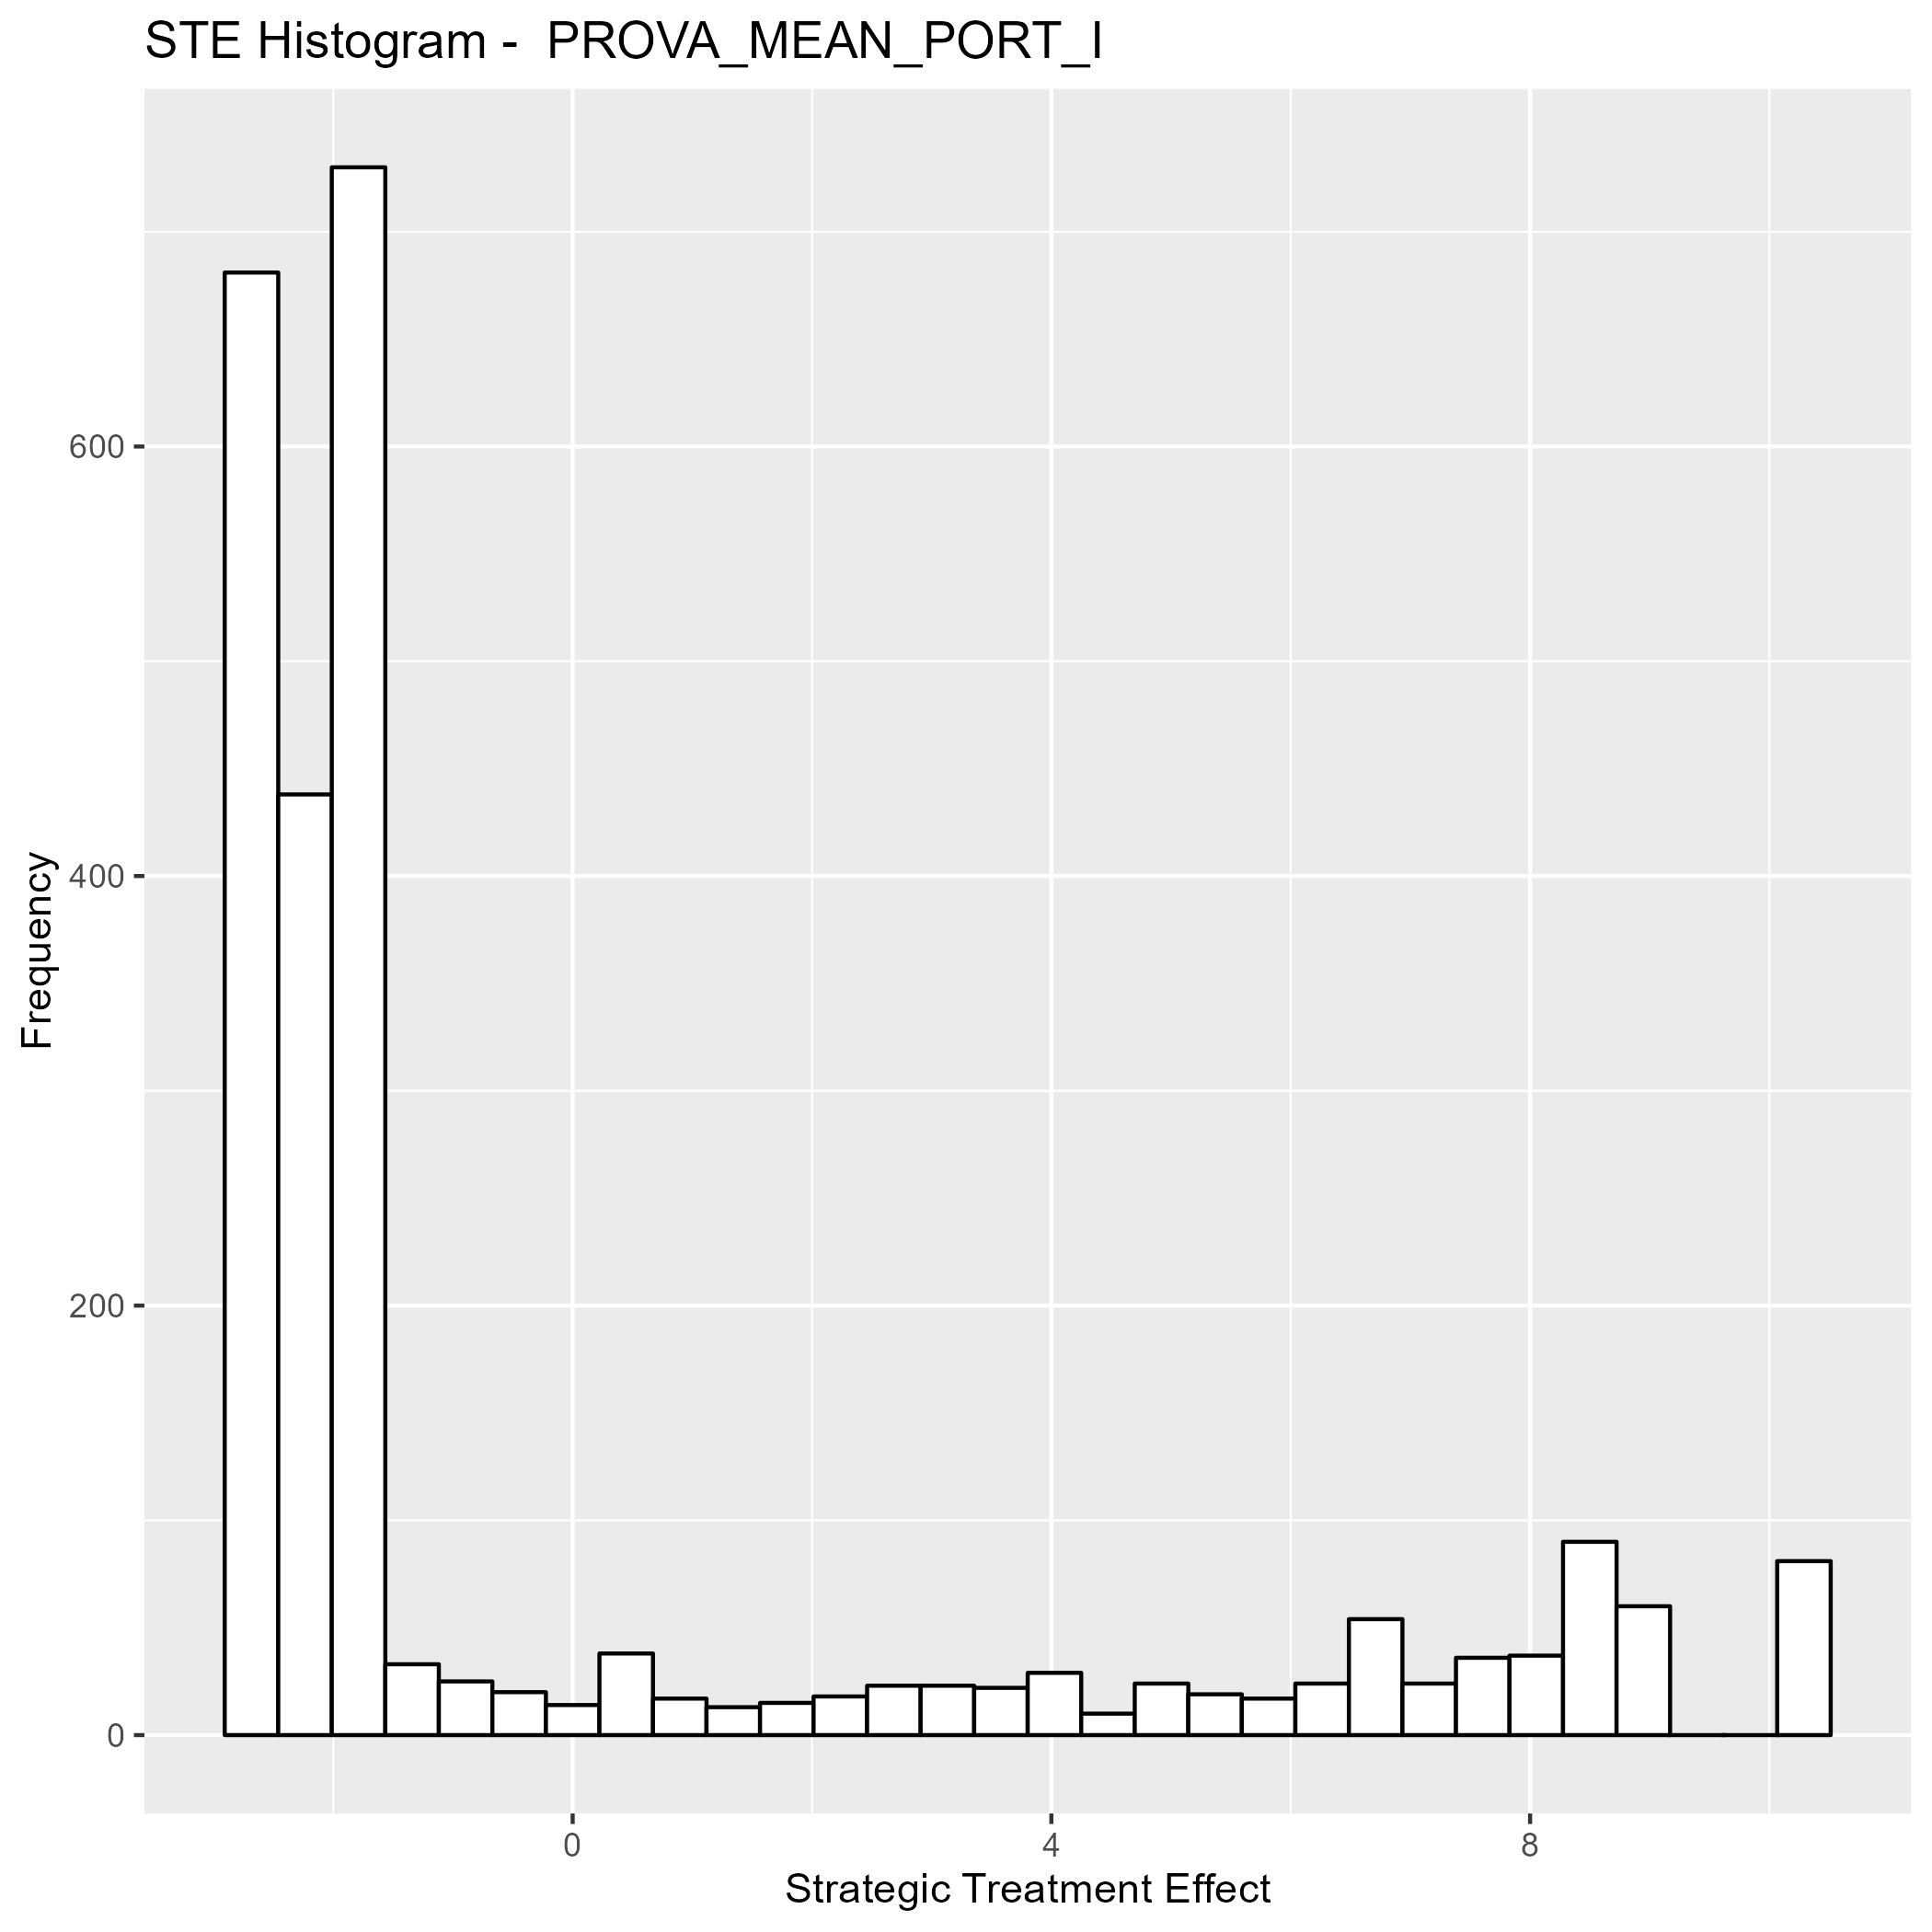 STE Histogram -  PROVA_MEAN_PORT_I
Frequency
600
400
200
0
0 4 8
Strategic Treatment Effect